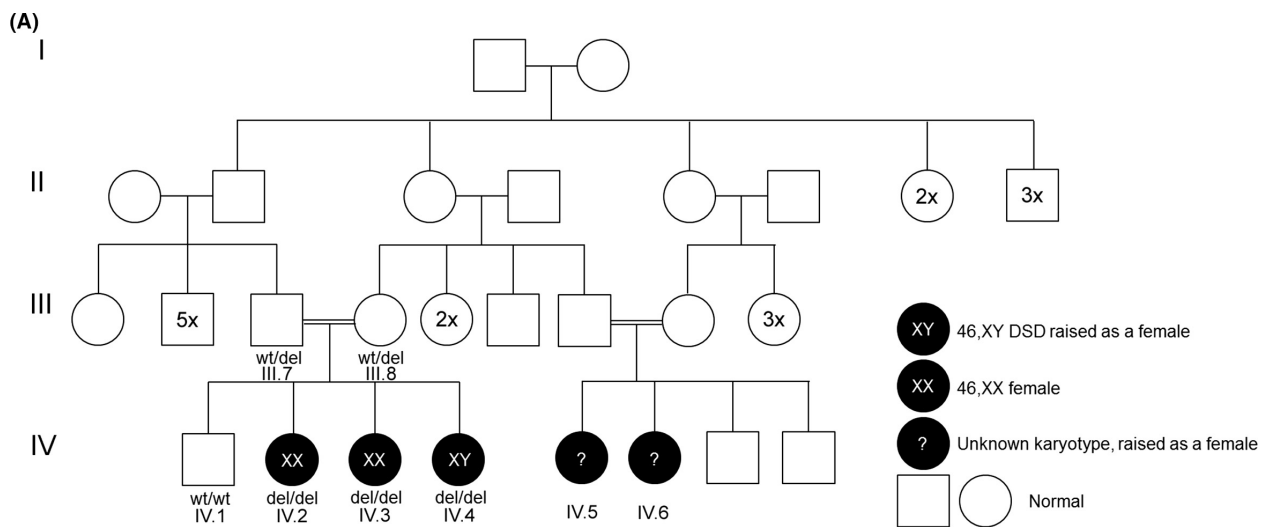 (A)
I
II
2x
3x
III
5x
2x
3x
wt/del
III.7
wt/del
III.8
IV
XX
XX
XY
?
?
wt/wt
IV.1
del/del
IV.2
del/del
IV.3
del/del
IV.4
IV.5
IV.6
XY 46,XY DSD raised as a female
XX 46,XX female
? Unknown karyotype, raised as a female
Normal